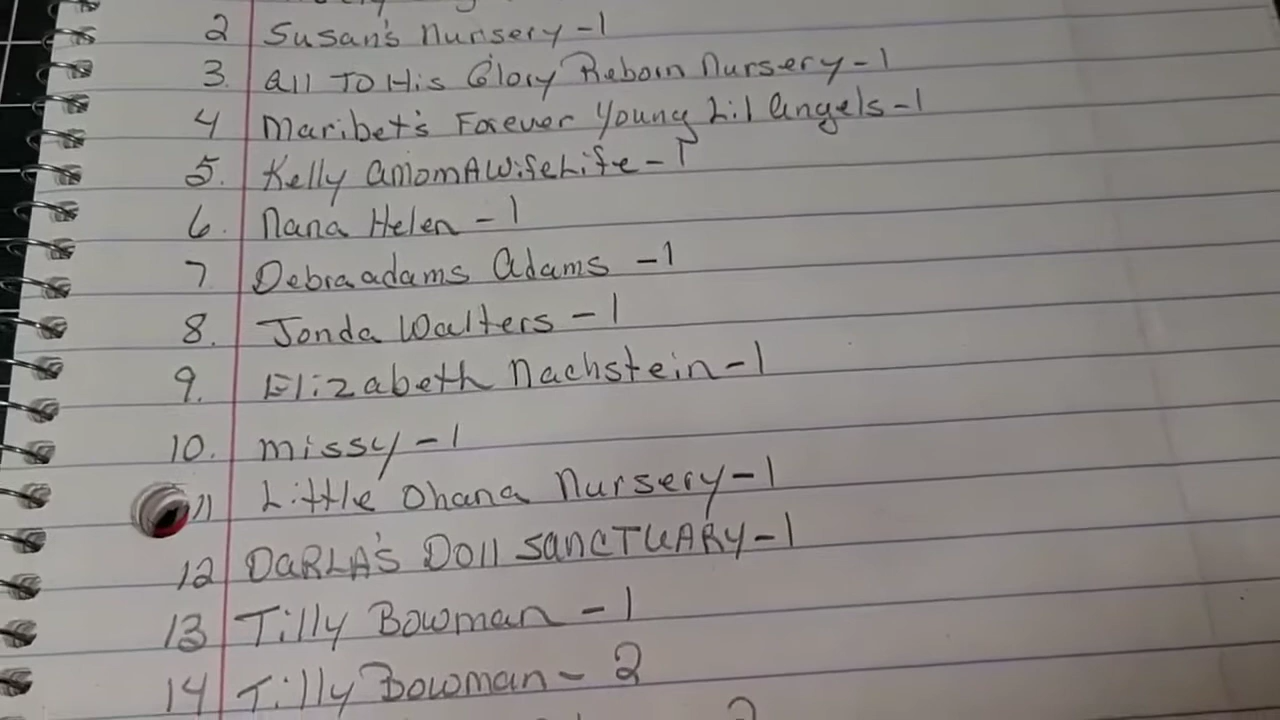 2 Susan's nursery-1
3. all To His Glory Reborn nursery-1
4 maribet's Forever Young Lil angels-1
5. Kelly amomAWifeLife-1
6. nana Helen-1
7 Debraadams adams-1
8. Jonda Walters-1
9. Elizabeth nachstein-1
10. missy-1
11 Little Ohana nursery-1
12 DaRLA'S DOll SanCTUARY-1
13 Tilly Bowman-1
14 Tilly Bowman-2